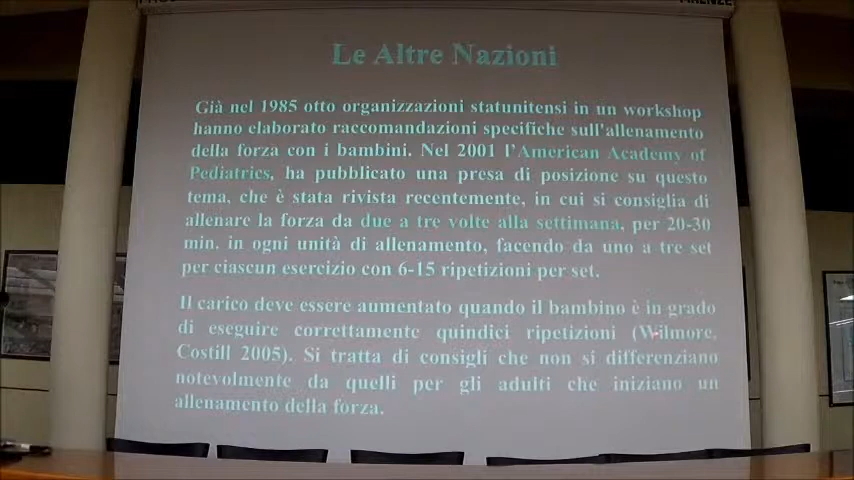 FIRENZE
Le Altre Nazioni
Già nel 1985 otto organizzazioni statunitensi in un workshop
hanno elaborato raccomandazioni specifiche sull'allenamento
della forza con i bambini. Nel 2001 l'American Academy of
Pediatrics, ha pubblicato una presa di posizione su questo
tema, che è stata rivista recentemente, in cui si consiglia di
allenare la forza da due a tre volte alla settimana, per 20-30
min. in ogni unità di allenamento, facendo da uno a tre set
per ciascun esercizio con 6-15 ripetizioni per set.
Il carico deve essere aumentato quando il bambino è in grado
di eseguire correttamente quindici ripetizioni (Wilmore,
Costill 2005). Si tratta di consigli che non si differenziano
notevolmente da quelli per gli adulti che iniziano un
allenamento della forza.